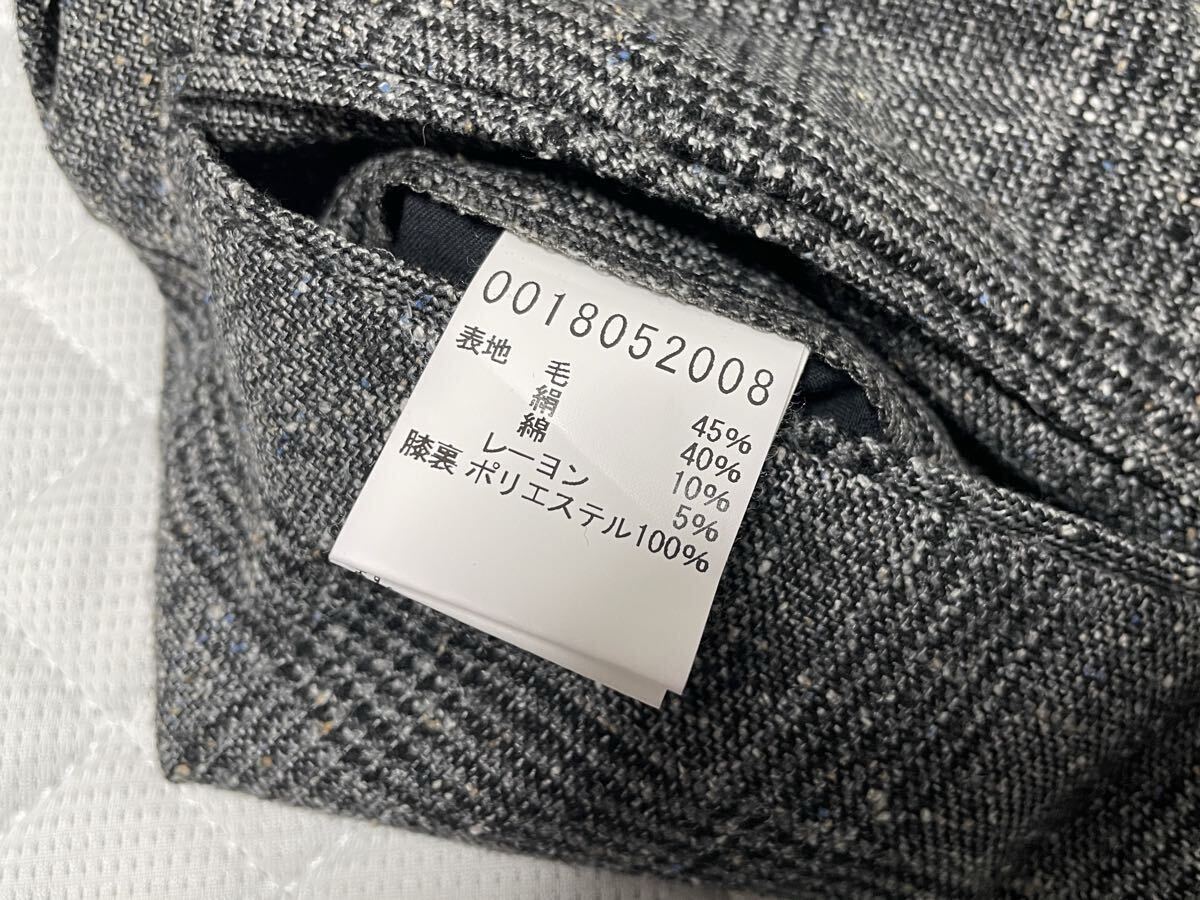 0018052008
表地 毛 45%
絹 40%
綿 10%
レーヨン 5%
膝裏 ポリエステル100%